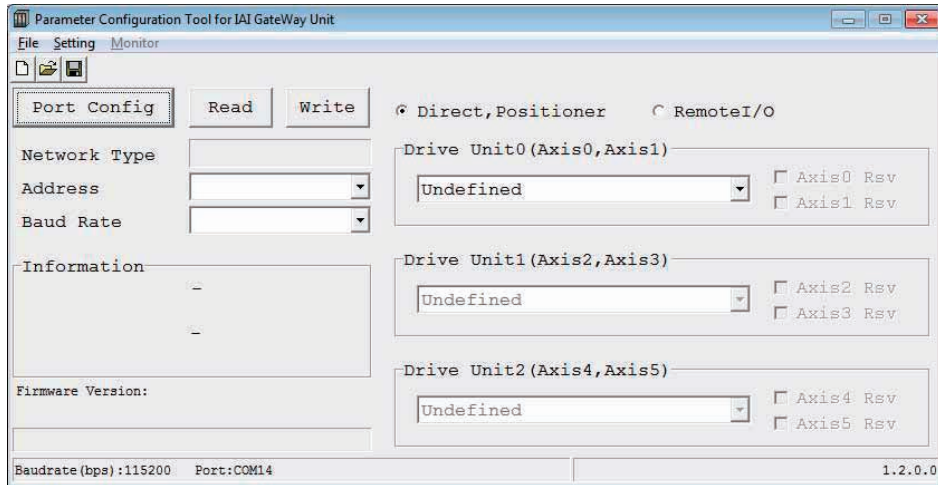 Parameter Configuration Tool for IAI GateWay Unit
File Setting Monitor
Port Config Read Write
Direct,Positioner RemoteI/O
Network Type
Address
Baud Rate
Information
-
-
Firmware Version:
Drive Unit0(Axis0,Axis1)
Undefined
Axis0 Rsv
Axis1 Rsv
Drive Unit1(Axis2,Axis3)
Undefined
Axis2 Rsv
Axis3 Rsv
Drive Unit2(Axis4,Axis5)
Undefined
Axis4 Rsv
Axis5 Rsv
Baudrate(bps):115200 Port:COM14 1.2.0.0